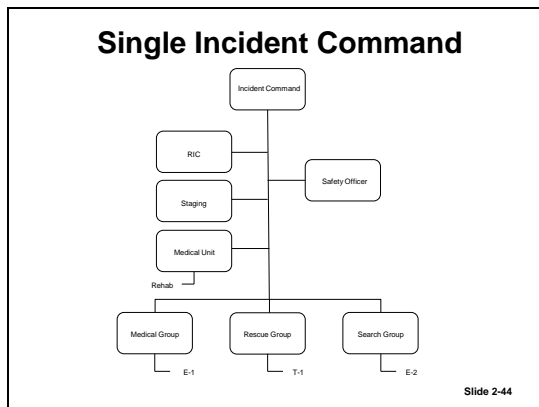 Single Incident Command
Incident Command
RIC
Safety Officer
Staging
Medical Unit
Rehab
Medical Group
Rescue Group
Search Group
E-1
T-1
E-2
Slide 2-44